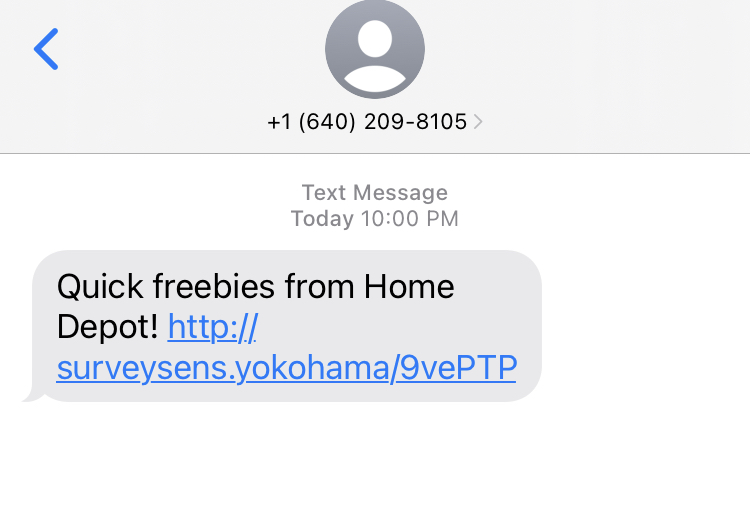 +1 (640) 209-8105
Text Message
Today 10:00 PM
Quick freebies from Home
Depot! http://
surveysens.yokohama/9vePTP